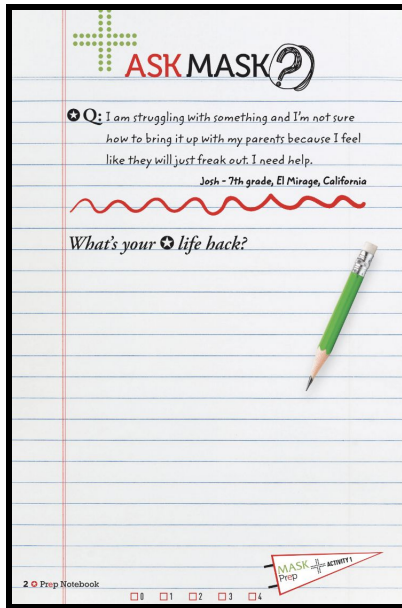 ASK MASK ?
Q: I am struggling with something and I'm not sure
how to bring it up with my parents because I feel
like they will just freak out. I need help.
Josh - 7th grade, El Mirage, California
What's your life hack?
MASK ACTIVITY 1
Prep
2 Prep Notebook
0 1 2 3 4